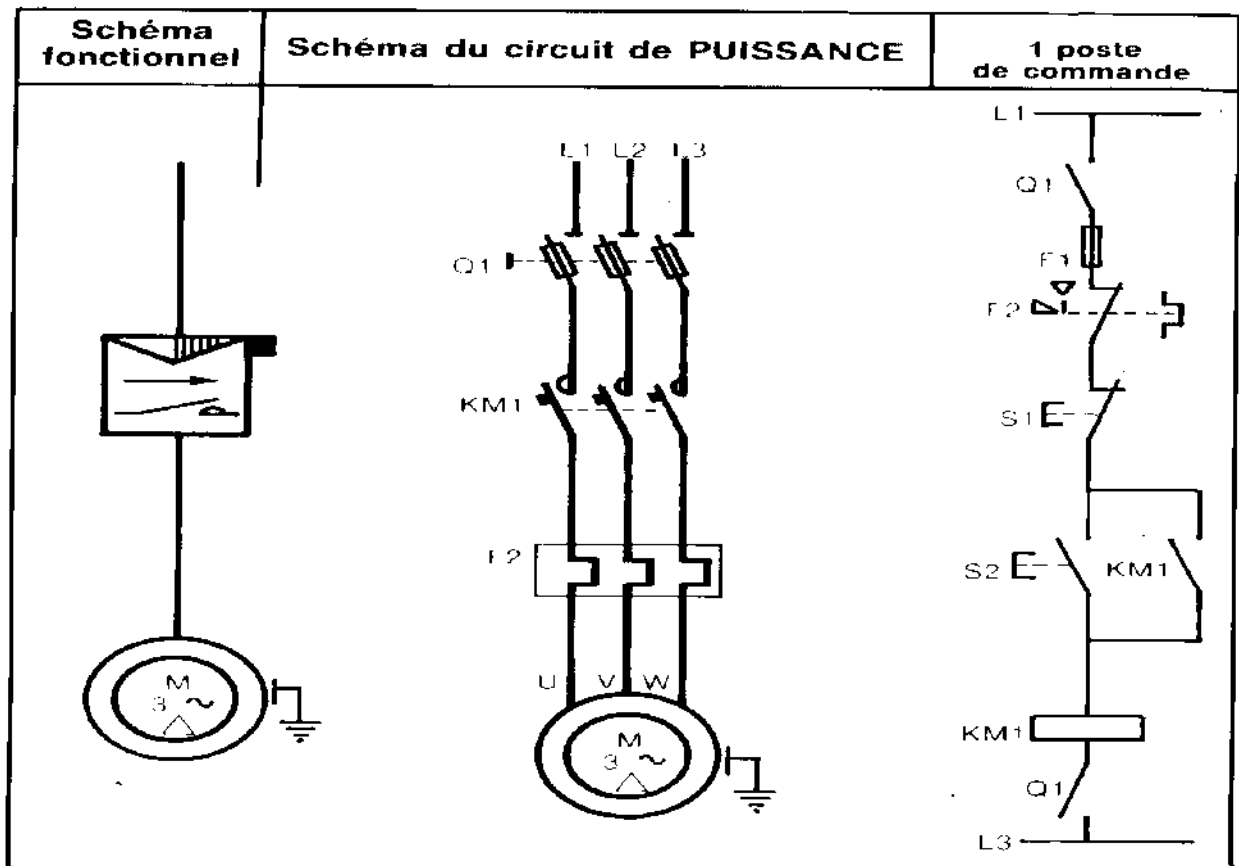 Schéma
fonctionnel
Schéma du circuit de PUISSANCE
1 poste
de commande
L1 L2 L3
Q1
KM1
F2
U V W
M
3 ~
M
3 ~
L1
Q1
F1
F2
S1
S2
KM1
KM1
Q1
L3